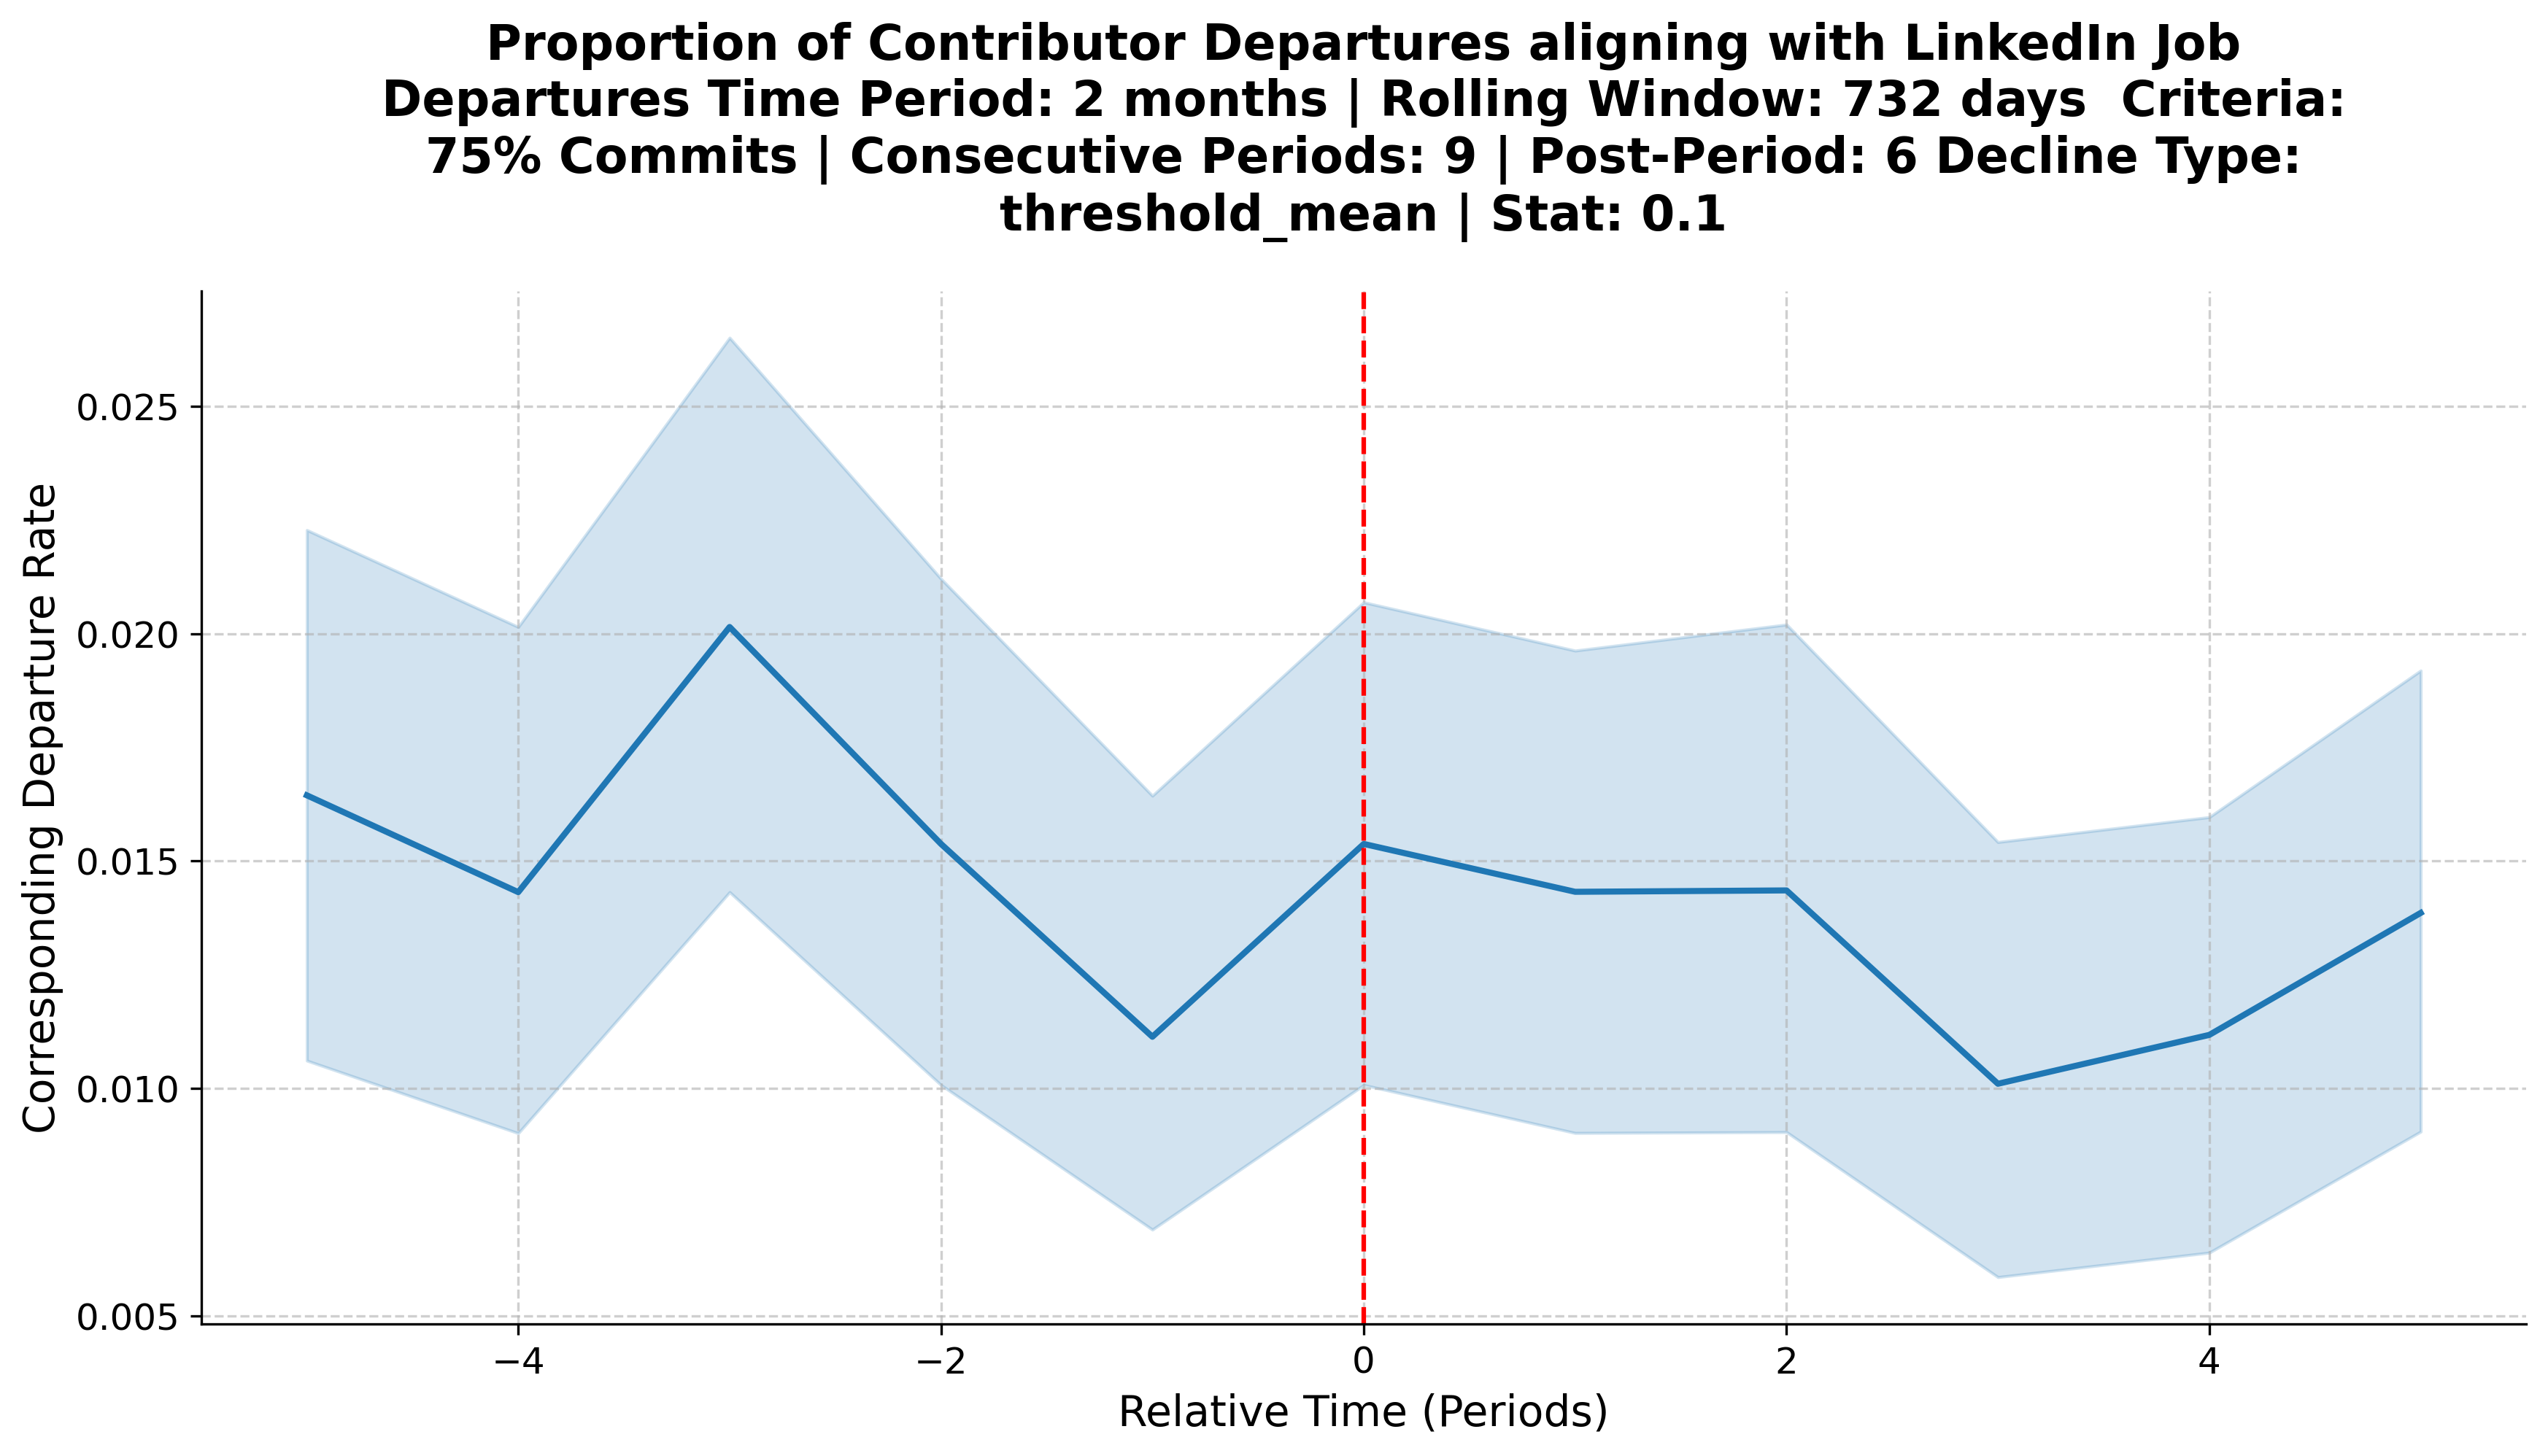 Proportion of Contributor Departures aligning with LinkedIn Job
Departures Time Period: 2 months | Rolling Window: 732 days  Criteria:
75% Commits | Consecutive Periods: 9 | Post-Period: 6 Decline Type:
threshold_mean | Stat: 0.1
Corresponding Departure Rate
0.025
0.020
0.015
0.010
0.005
−4
−2
0
2
4
Relative Time (Periods)